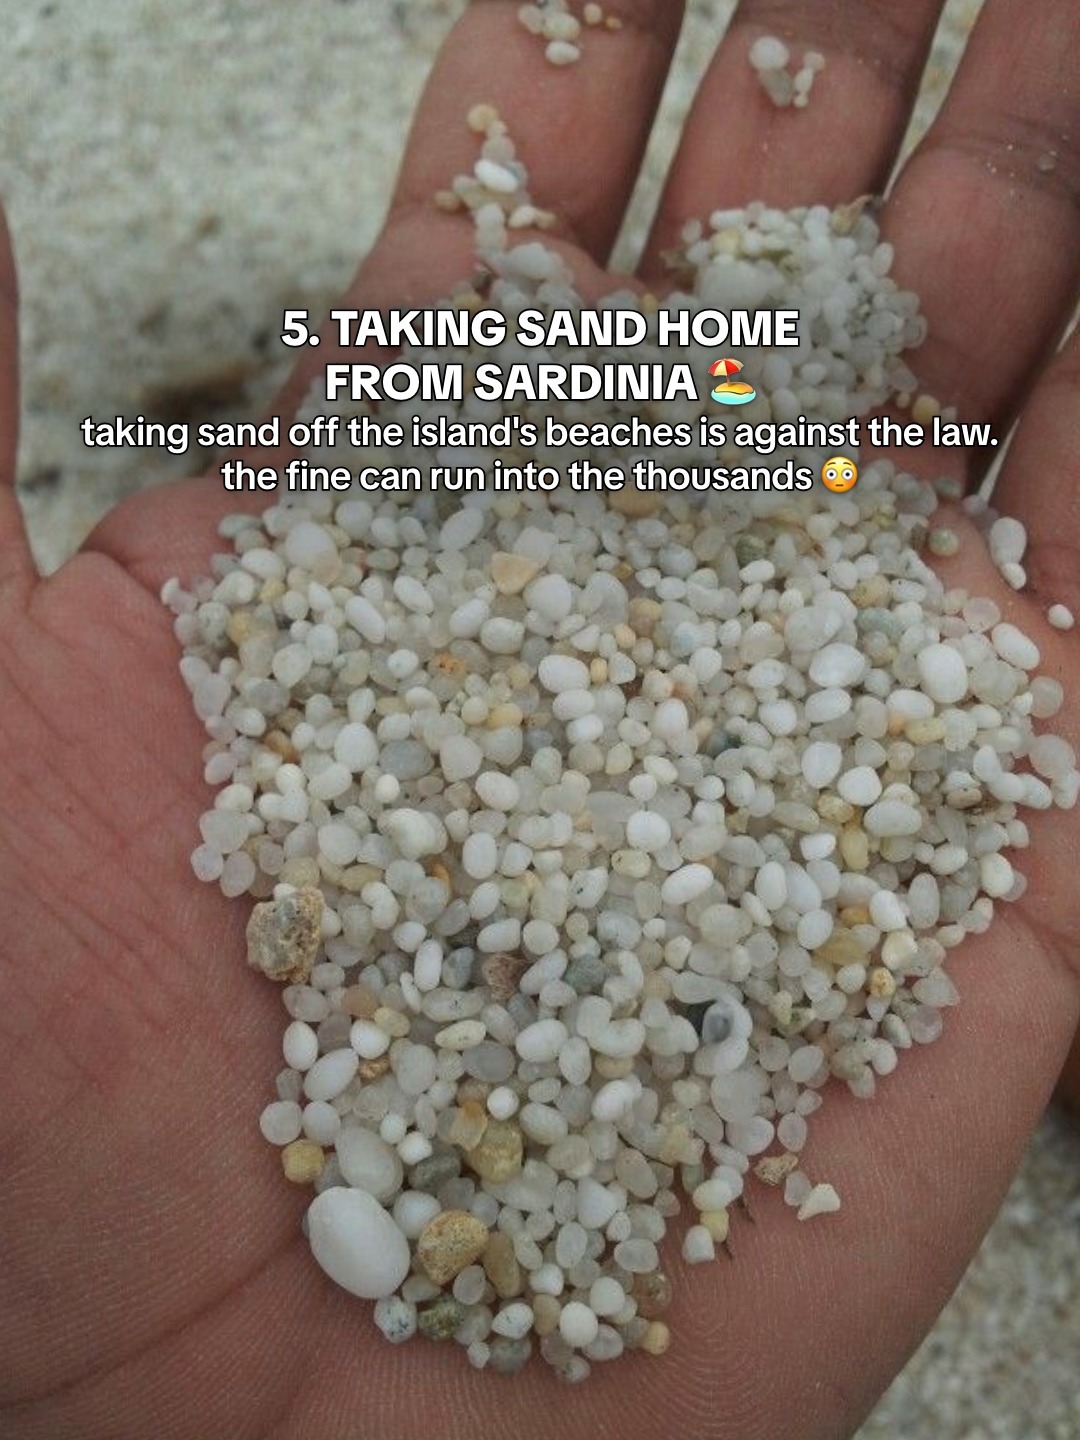 5. TAKING SAND HOME
FROM SARDINIA 🏖️
taking sand off the island's beaches is against the law.
the fine can run into the thousands 😳